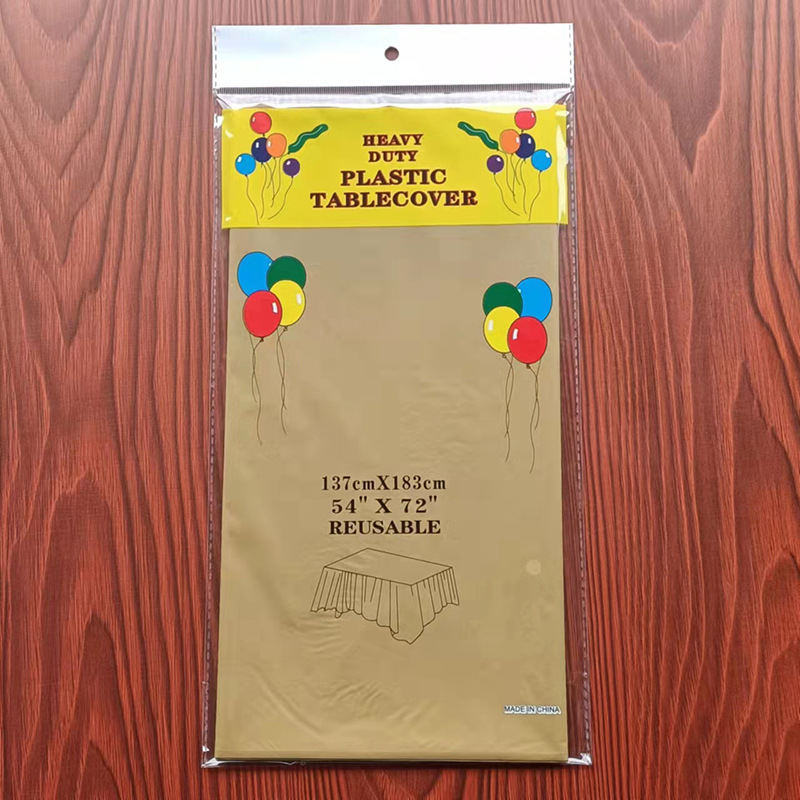 HEAVY
DUTY
PLASTIC
TABLECOVER
137cmX183cm
54" X 72"
REUSABLE
MADE IN CHINA